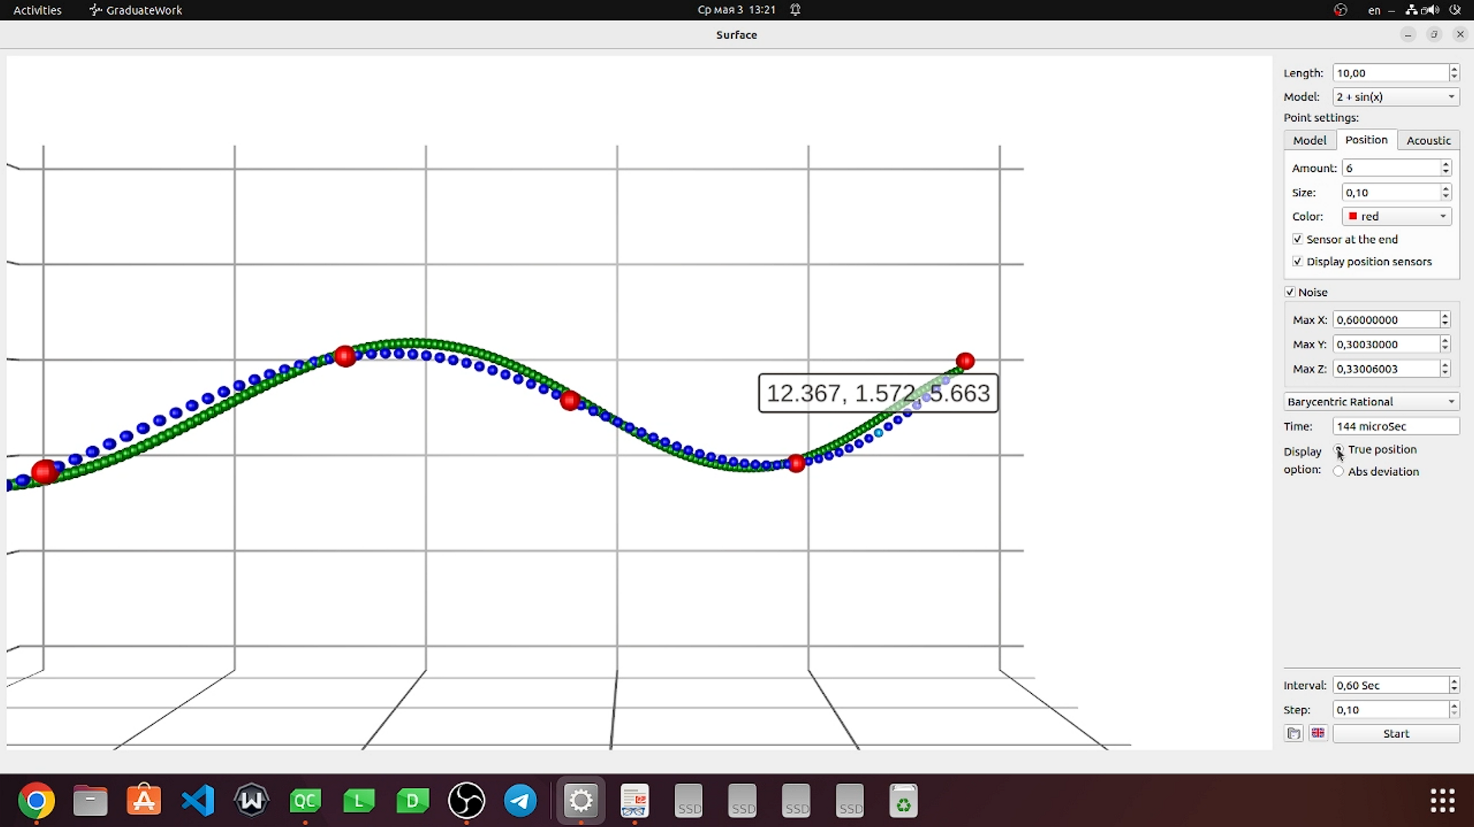 Activities GraduateWork Ср мая 3 13:21 en
Surface
Length: 10,00
Model: 2 + sin(x)
Point settings:
Model Position Acoustic
Amount: 6
Size: 0,10
Color: red
Sensor at the end
Display position sensors
Noise
Max X: 0,60000000
Max Y: 0,30030000
Max Z: 0,33006003
12.367, 1.572, 5.663
Barycentric Rational
Time: 144 microSec
Display option:
True position
Abs deviation
Interval: 0,60 Sec
Step: 0,10
Start
QC L D SSD SSD SSD SSD